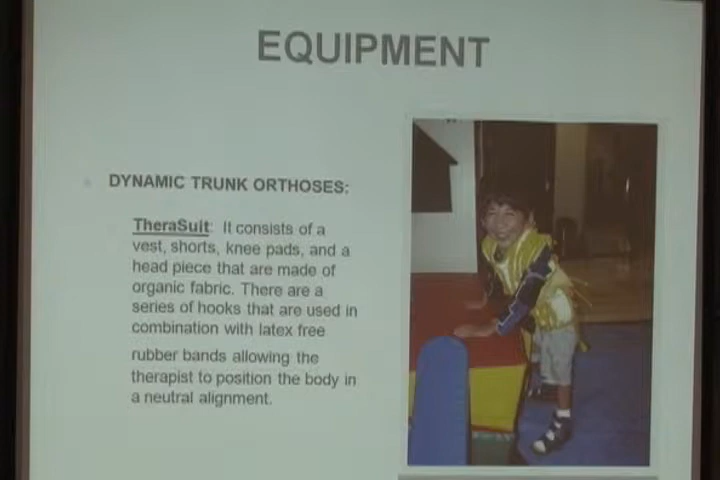 EQUIPMENT
DYNAMIC TRUNK ORTHOSES:
TheraSuit: It consists of a
vest, shorts, knee pads, and a
head piece that are made of
organic fabric. There are a
series of hooks that are used in
combination with latex free
rubber bands allowing the
therapist to position the body in
a neutral alignment.